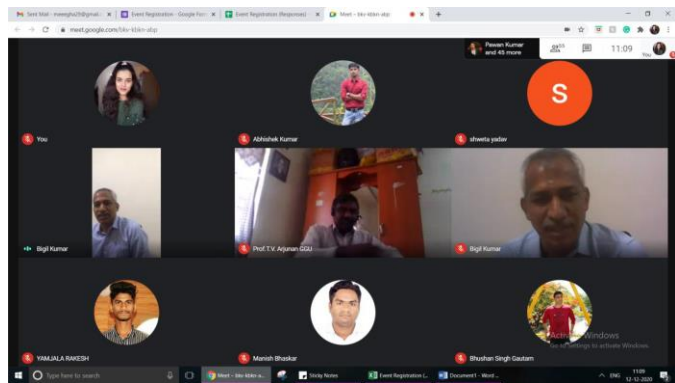 Sent Mail - meeegha29@gmail.c
Event Registration - Google Form
Event Registration (Responses)
Meet – bkv-kbkn-abp
meet.google.com/bkv-kbkn-abp
Pawan Kumar
and 45 more
11:09
You
S
You
Abhishek Kumar
shweta yadav
Bigil Kumar
Prof.T.V. Arjunan GGU
Bigil Kumar
YAMJALA RAKESH
Manish Bhaskar
Bhushan Singh Gautam
Activate Windows
Go to Settings to activate Windows.
Type here to search
Meet – bkv-kbkn-a...
Sticky Notes
Event Registration (...
Document1 - Word ...
ENG
11:09
12-12-2020